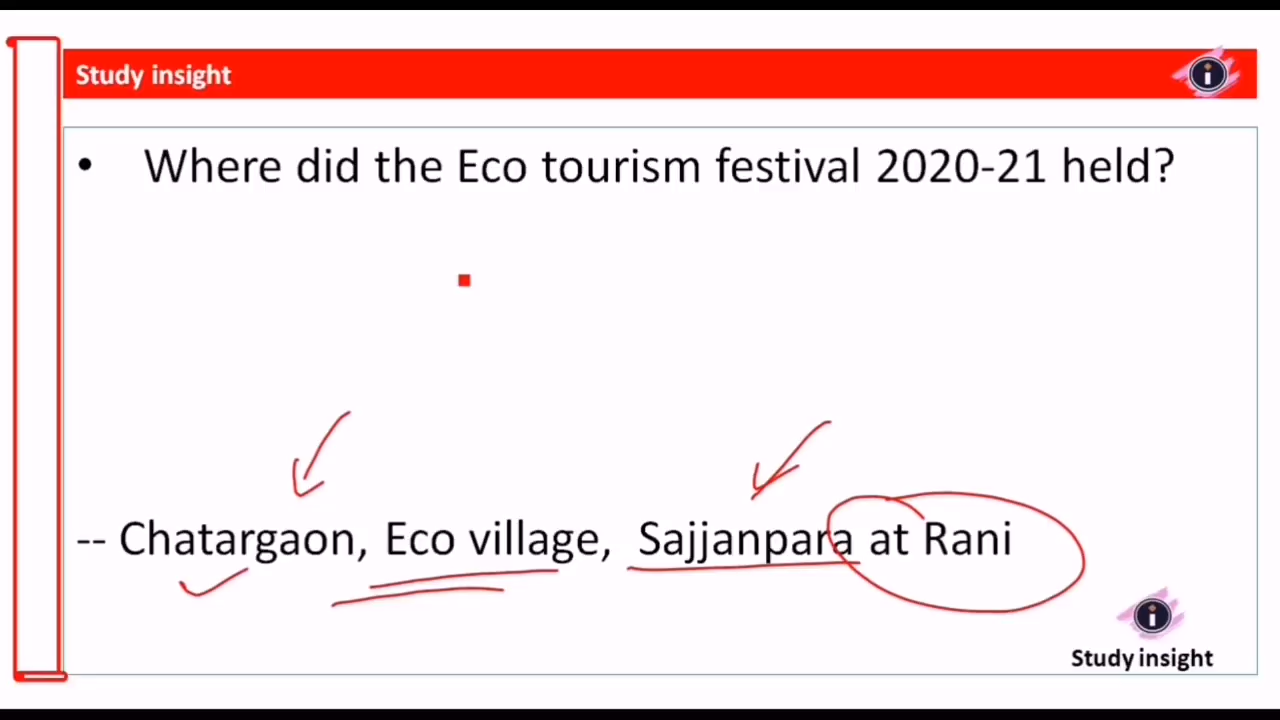 Study insight
• Where did the Eco tourism festival 2020-21 held?
-- Chatargaon, Eco village, Sajjanpara at Rani
Study insight